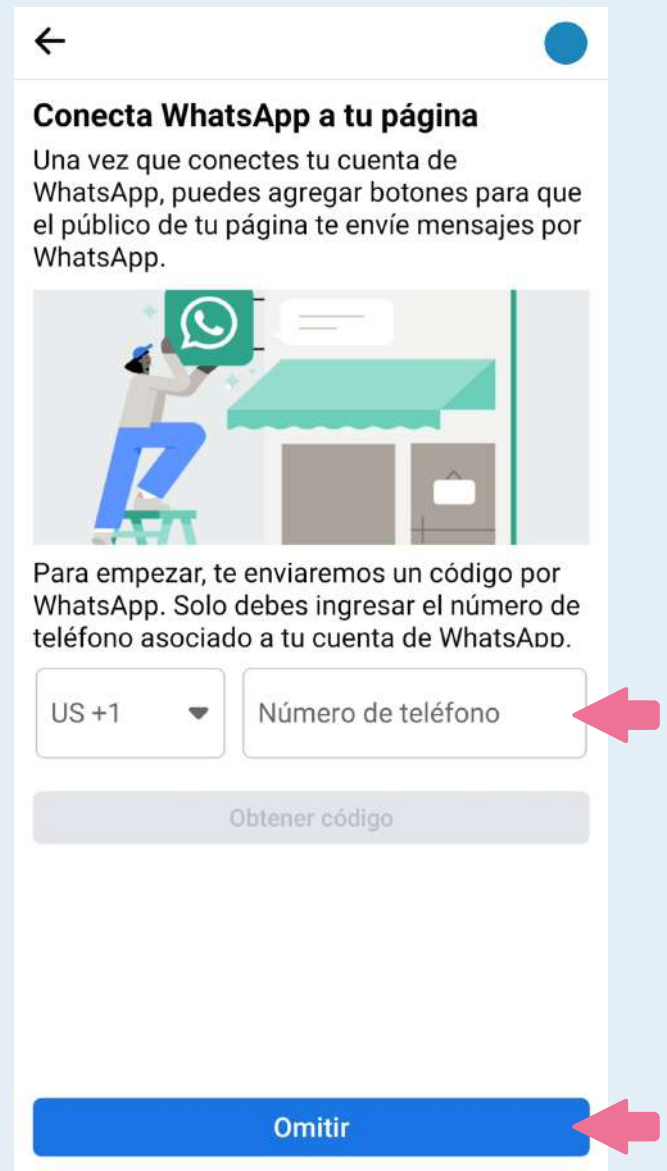 Conecta WhatsApp a tu página
Una vez que conectes tu cuenta de
WhatsApp, puedes agregar botones para que
el público de tu página te envíe mensajes por
WhatsApp.
Para empezar, te enviaremos un código por
WhatsApp. Solo debes ingresar el número de
teléfono asociado a tu cuenta de WhatsApp.
US +1
Número de teléfono
Obtener código
Omitir